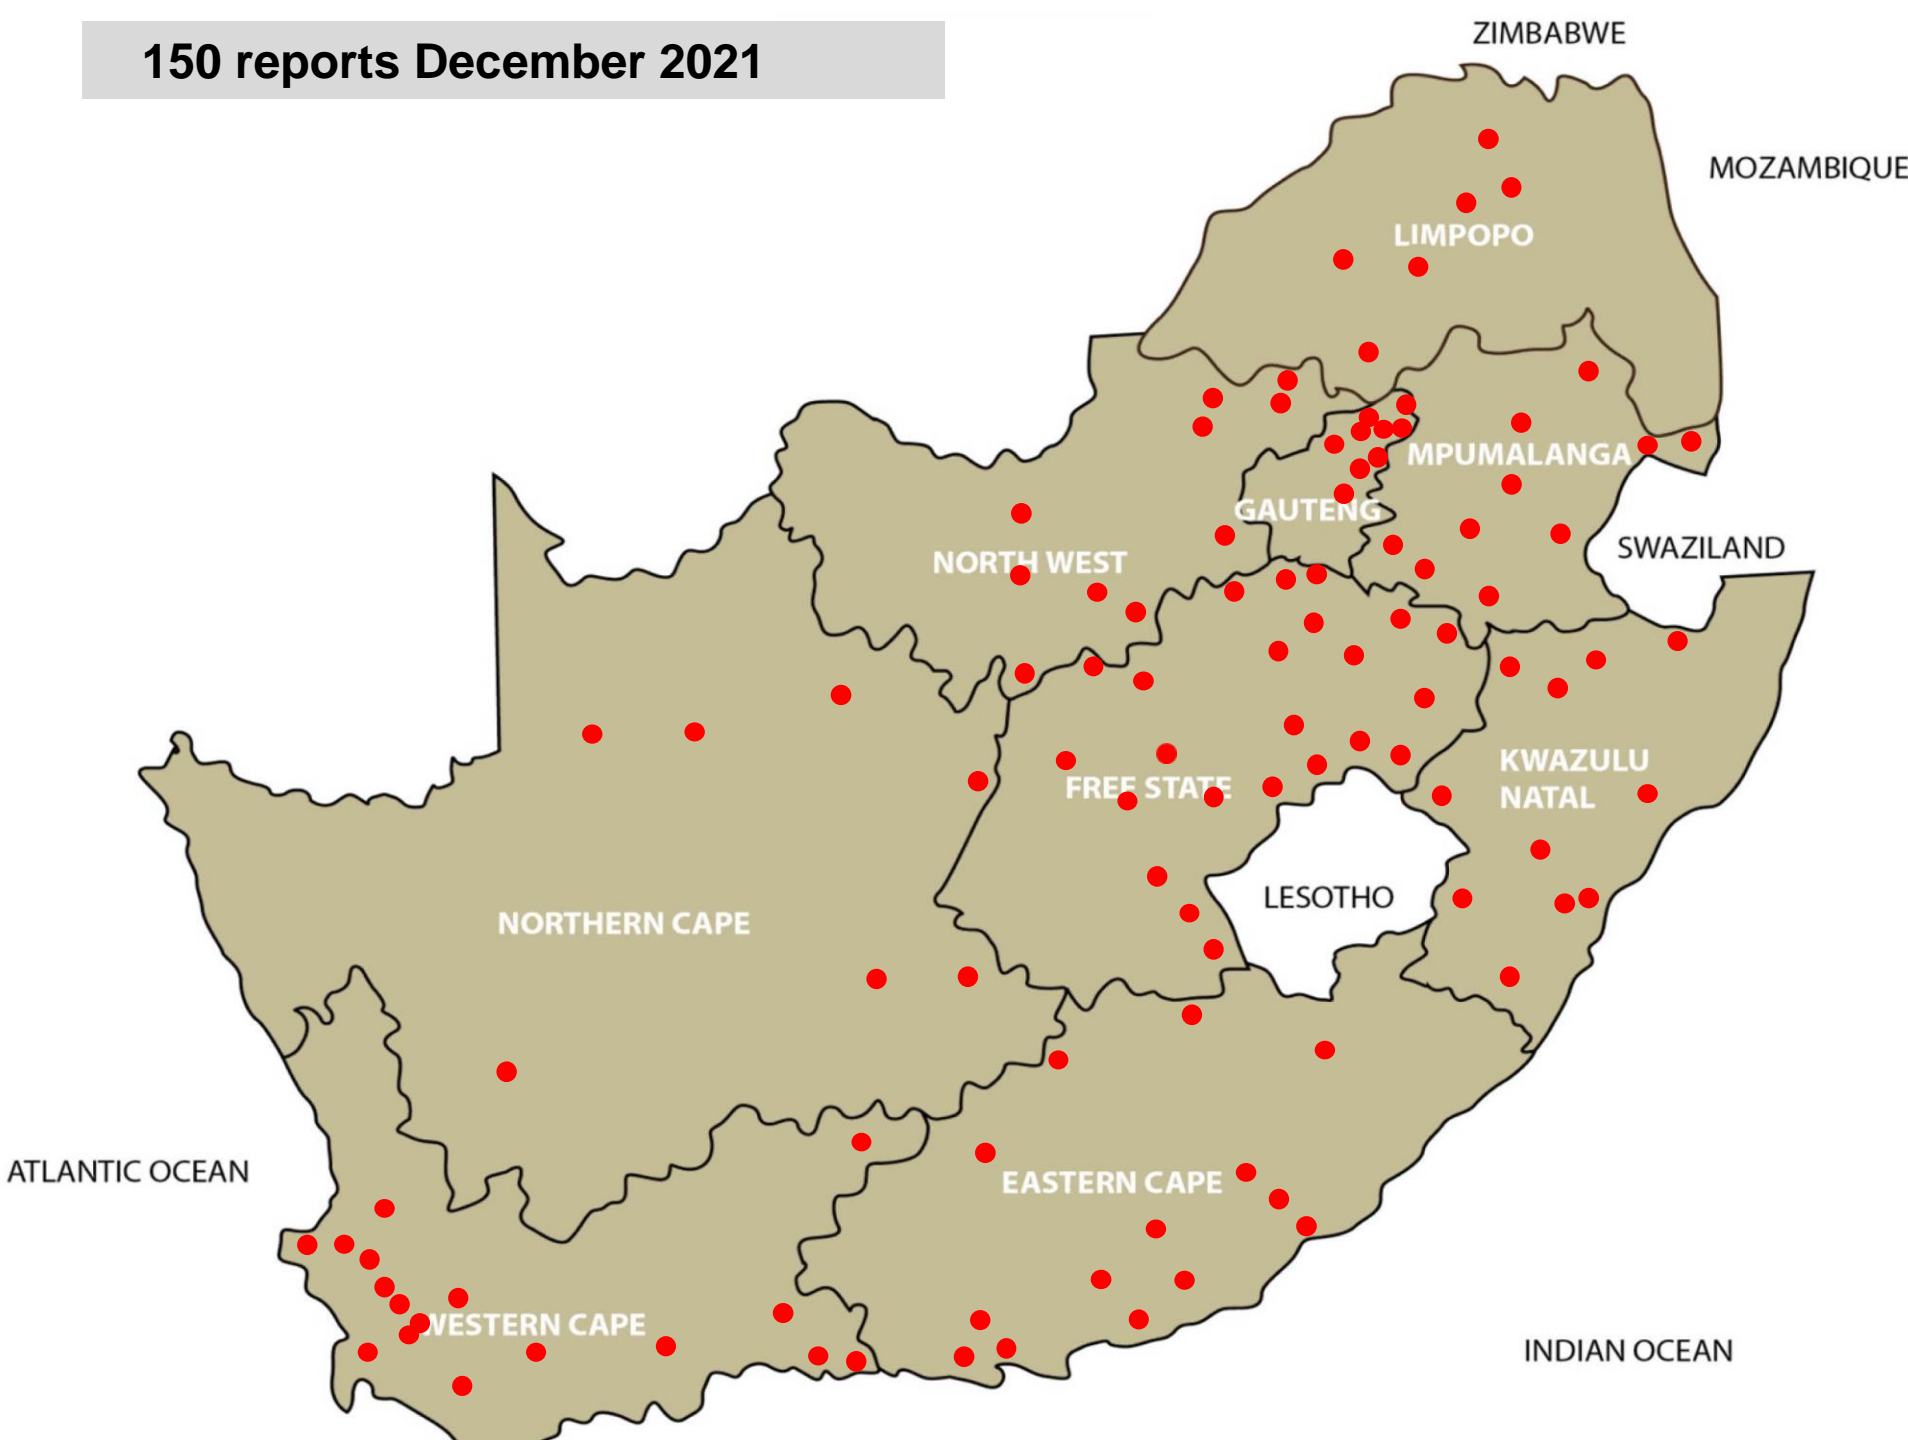 150 reports December 2021
ZIMBABWE
MOZAMBIQUE
LIMPOPO
MPUMALANGA
GAUTENG
SWAZILAND
NORTH WEST
KWAZULU
NATAL
FREE STATE
LESOTHO
NORTHERN CAPE
ATLANTIC OCEAN
EASTERN CAPE
WESTERN CAPE
INDIAN OCEAN